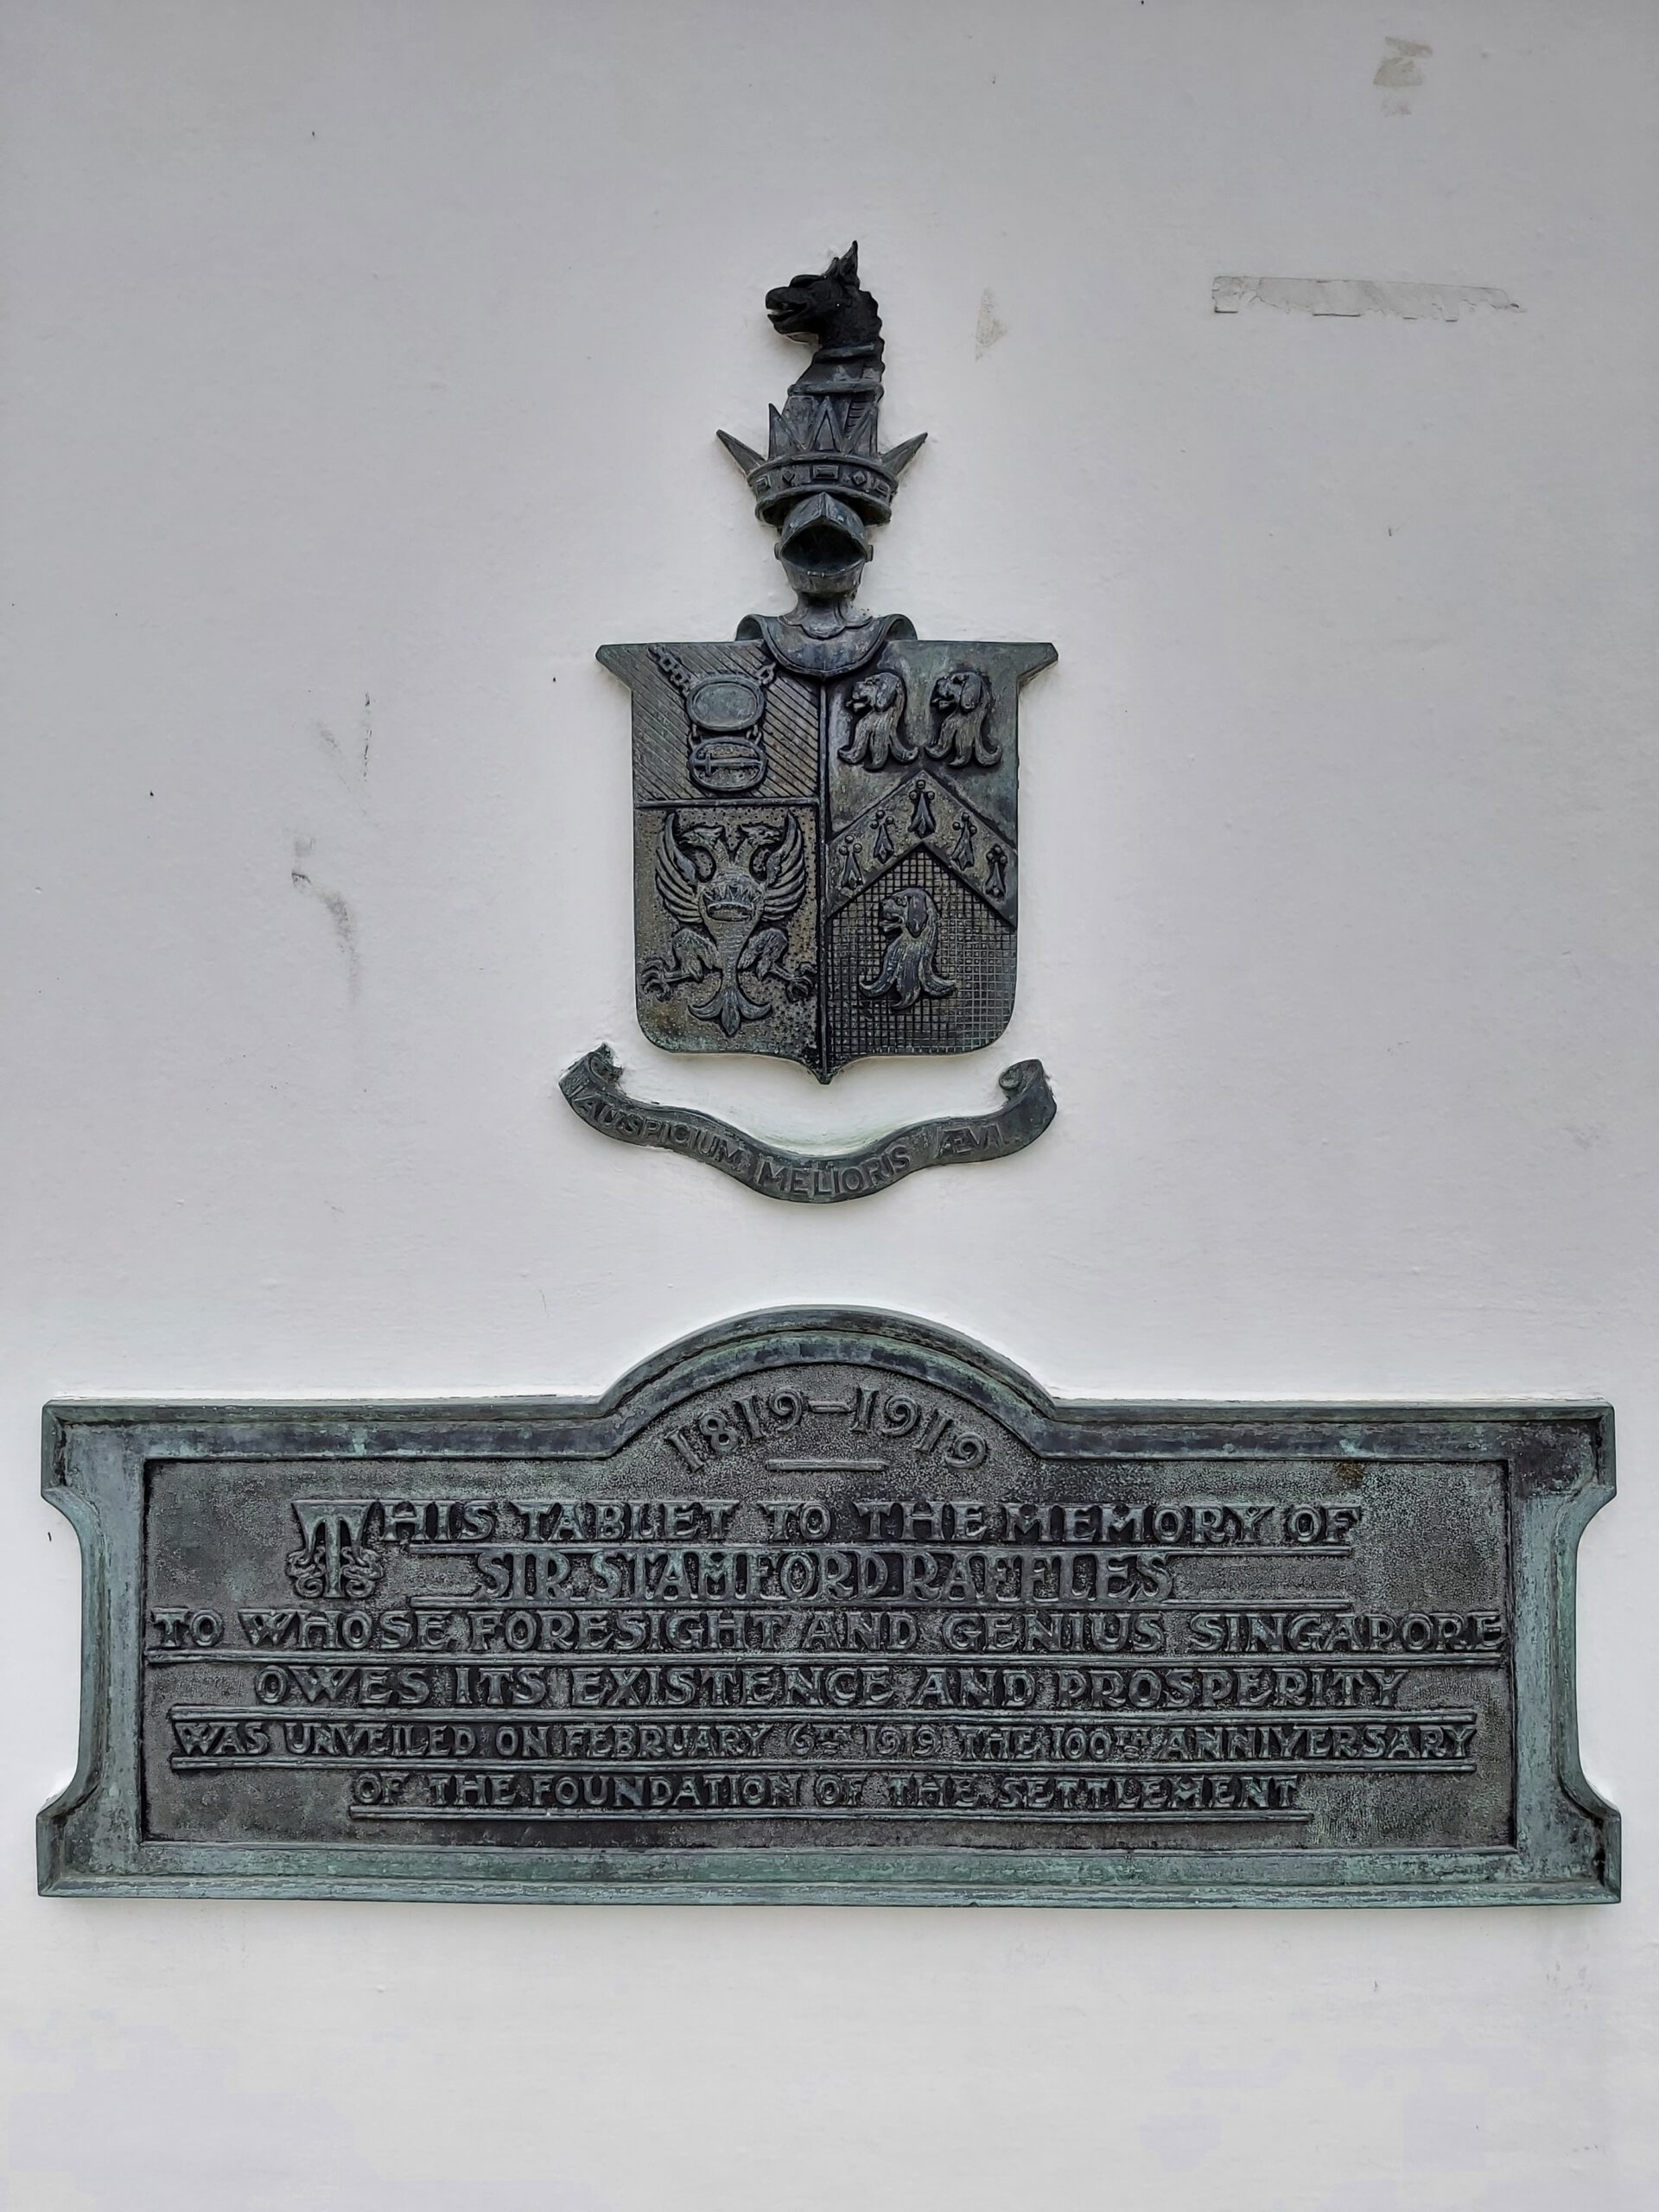 AUSPICIUM MELIORIS ÆVI
1819–1919
THIS TABLET TO THE MEMORY OF
SIR STAMFORD RAFFLES
TO WHOSE FORESIGHT AND GENIUS SINGAPORE
OWES ITS EXISTENCE AND PROSPERITY
WAS UNVEILED ON FEBRUARY 6TH 1919 THE 100TH ANNIVERSARY
OF THE FOUNDATION OF THE SETTLEMENT